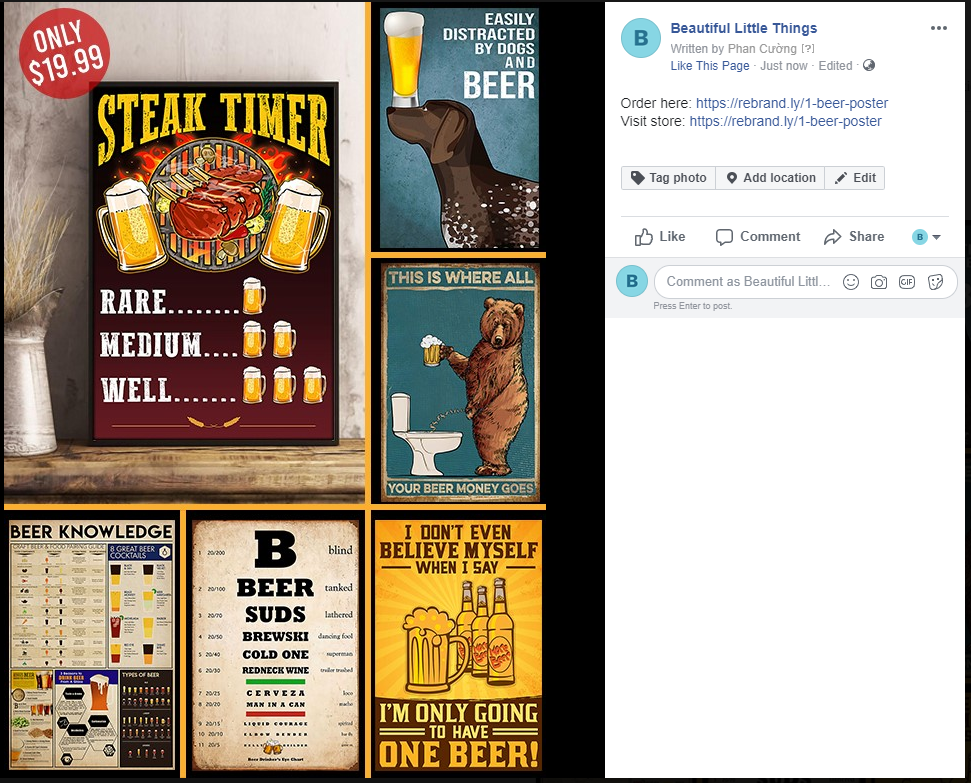 ONLY
$19.99
STEAK TIMER
RARE........
MEDIUM....
WELL.......
EASILY
DISTRACTED
BY DOGS
AND
BEER
THIS IS WHERE ALL
YOUR BEER MONEY GOES
BEER KNOWLEDGE
CRAFT BEER & FOOD PAIRING GUIDE
8 GREAT BEER
COCKTAILS
TYPES OF BEER
1 20/200 B blind
2 20/100 BEER tanked
3 20/70 SUDS lathered
4 20/50 BREWSKI dancing fool
5 20/40 COLD ONE superman
6 20/30 REDNECK WINE trailer trashed
7 20/25 CERVEZA loco
8 20/20 MAN IN A CAN macho
9 20/15 LIQUID COURAGE spirited
10 20/10 ELBOW BENDER
11 20/5
Beer Drinker's Eye Chart
I DON'T EVEN
BELIEVE MYSELF
WHEN I SAY
I'M ONLY GOING
TO HAVE
ONE BEER!
B
Beautiful Little Things
Written by Phan Cường [?]
Like This Page · Just now · Edited ·
Order here: https://rebrand.ly/1-beer-poster
Visit store: https://rebrand.ly/1-beer-poster
Tag photo
Add location
Edit
Like
Comment
Share
B
B
Comment as Beautiful Littl...
GIF
Press Enter to post.